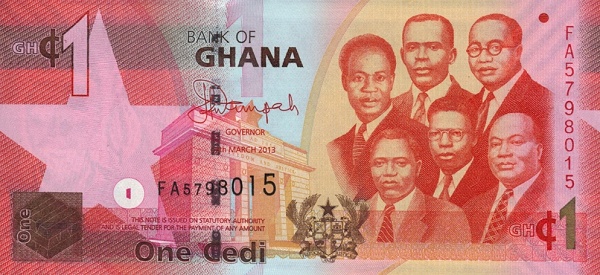 GH₵1
BANK OF
GHANA
FA5798015
GOVERNOR
MARCH 2013
FA5798015
One
THIS NOTE IS ISSUED ON STATUTORY AUTHORITY
AND IS LEGAL TENDER FOR THE PAYMENT OF ANY AMOUNT
One Cedi
GH₵1